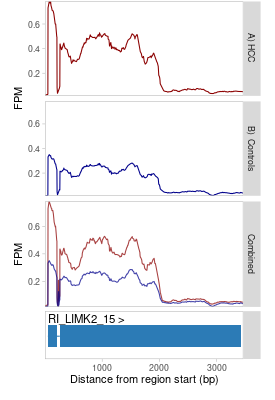 0.6
0.4
0.2
A) HCC
FPM
0.6
0.4
0.2
B). Controls
0.6
0.4
0.2
Combined
FPM
RI_LIMK2_15 >
1000
2000
3000
Distance from region start (bp)